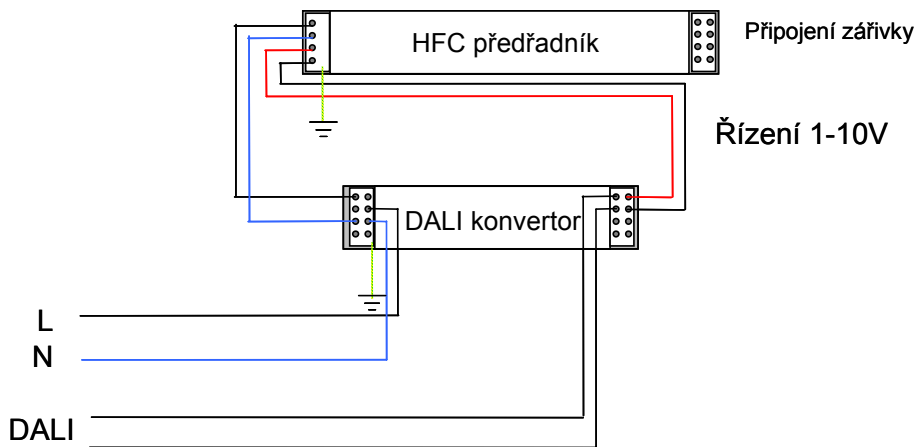 HFC předřadník
Připojení zářivky
Řízení 1-10V
DALI konvertor
L
N
DALI